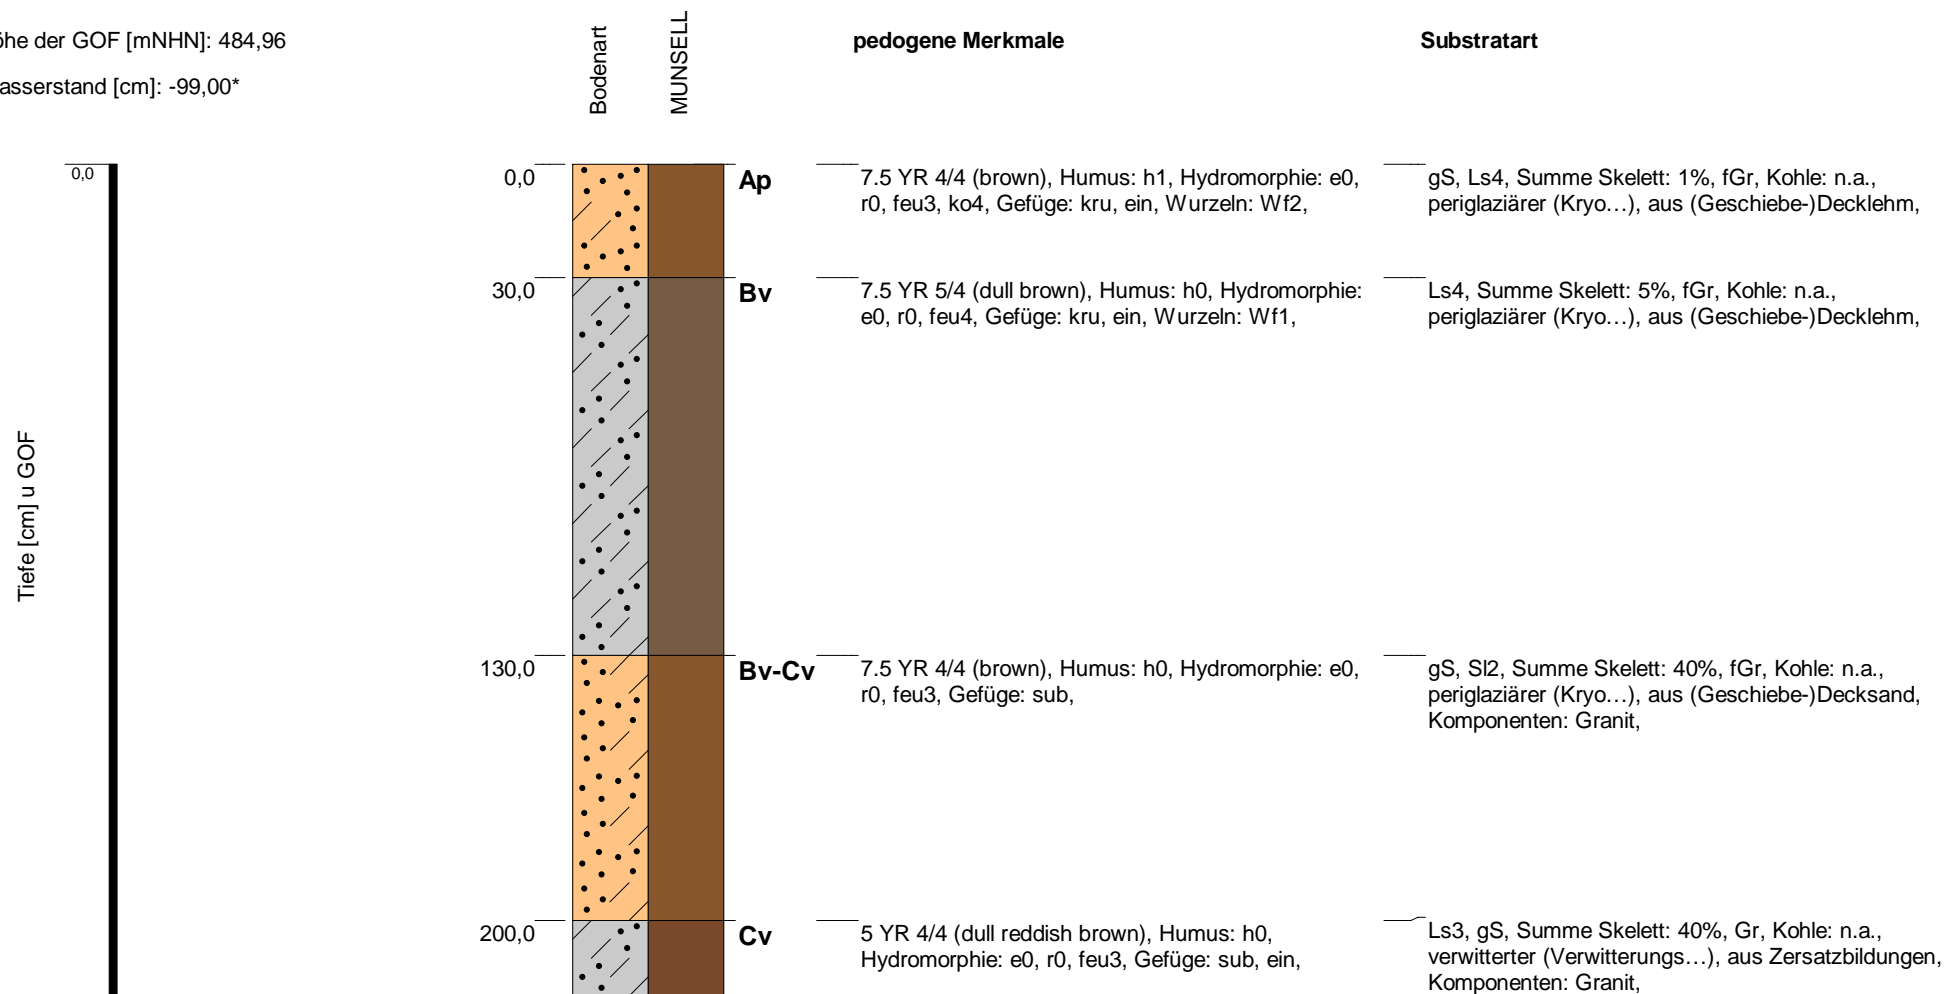 öhe der GOF [mNHN]: 484,96
asserstand [cm]: -99,00*
Bodenart
MUNSELL
pedogene Merkmale
Substratart
Tiefe [cm] u GOF
0,0
0,0
Ap
7.5 YR 4/4 (brown), Humus: h1, Hydromorphie: e0,
r0, feu3, ko4, Gefüge: kru, ein, Wurzeln: Wf2,
gS, Ls4, Summe Skelett: 1%, fGr, Kohle: n.a.,
periglaziärer (Kryo…), aus (Geschiebe-)Decklehm,
30,0
Bv
7.5 YR 5/4 (dull brown), Humus: h0, Hydromorphie:
e0, r0, feu4, Gefüge: kru, ein, Wurzeln: Wf1,
Ls4, Summe Skelett: 5%, fGr, Kohle: n.a.,
periglaziärer (Kryo…), aus (Geschiebe-)Decklehm,
130,0
Bv-Cv
7.5 YR 4/4 (brown), Humus: h0, Hydromorphie: e0,
r0, feu3, Gefüge: sub,
gS, Sl2, Summe Skelett: 40%, fGr, Kohle: n.a.,
periglaziärer (Kryo…), aus (Geschiebe-)Decksand,
Komponenten: Granit,
200,0
Cv
5 YR 4/4 (dull reddish brown), Humus: h0,
Hydromorphie: e0, r0, feu3, Gefüge: sub, ein,
Ls3, gS, Summe Skelett: 40%, Gr, Kohle: n.a.,
verwitterter (Verwitterungs…), aus Zersatzbildungen,
Komponenten: Granit,